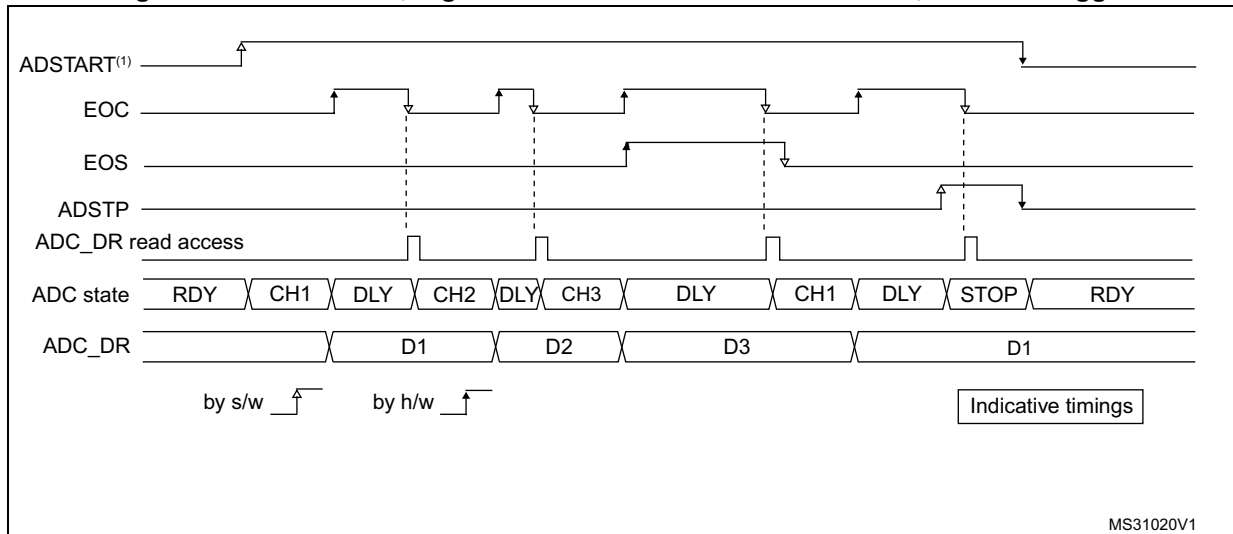 ADSTART(1)
EOC
EOS
ADSTP
ADC_DR read access
ADC state RDY CH1 DLY CH2 DLY CH3 DLY CH1 DLY STOP RDY
ADC_DR D1 D2 D3 D1
by s/w by h/w Indicative timings
MS31020V1